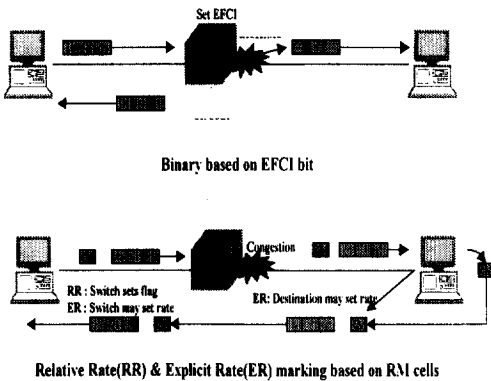 Set EFCI
Binary based on EFCI bit
Congestion
RR : Switch sets flag
ER : Switch may set rate
ER: Destination may set rate
Relative Rate(RR) & Explicit Rate(ER) marking based on RM cells